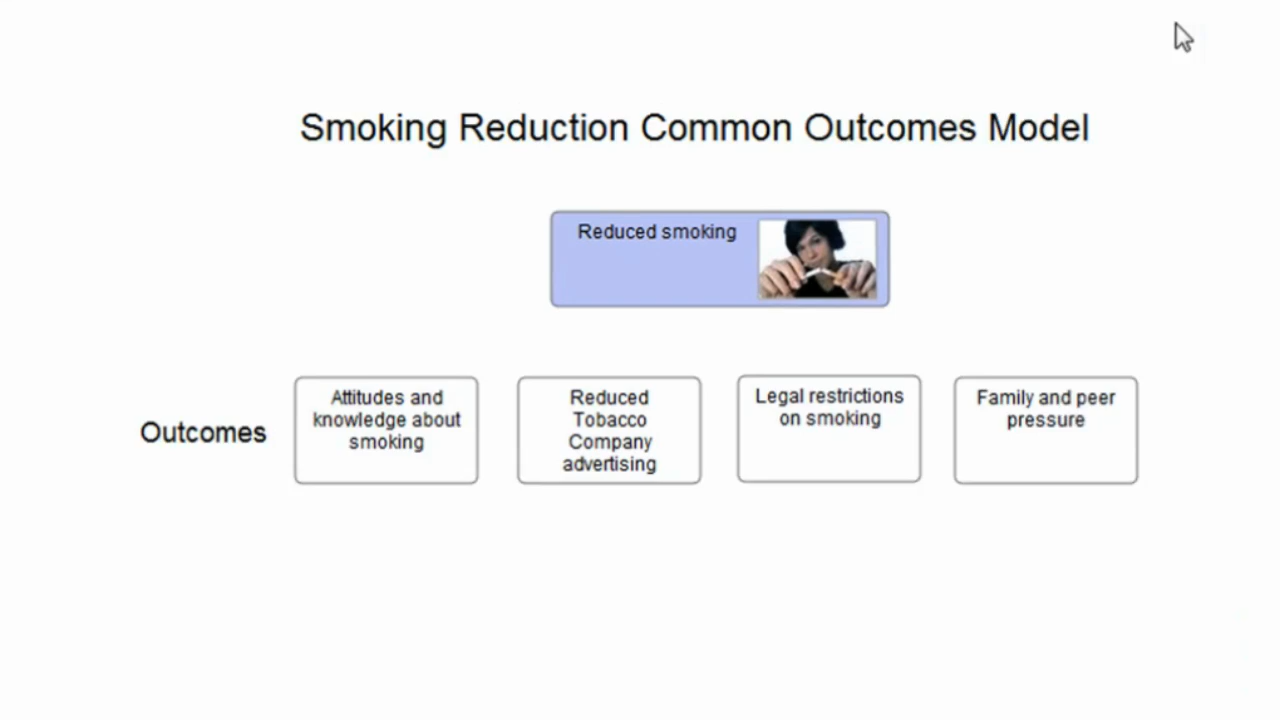 Smoking Reduction Common Outcomes Model
Reduced smoking
Outcomes
Attitudes and
knowledge about
smoking
Reduced
Tobacco
Company
advertising
Legal restrictions
on smoking
Family and peer
pressure